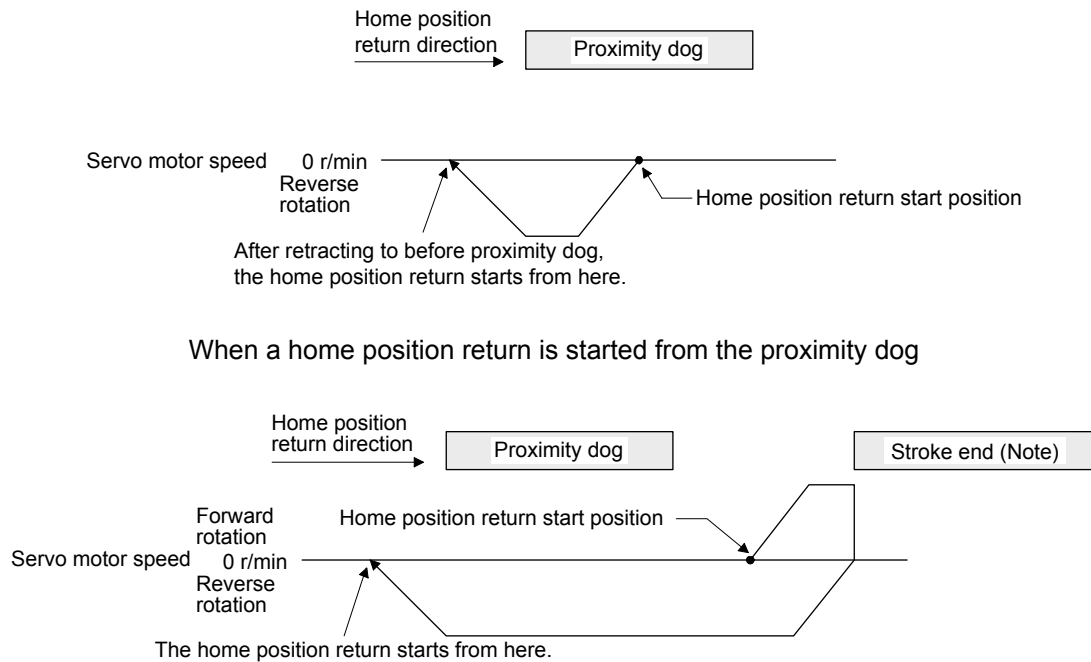 Home position
return direction
Proximity dog
Servo motor speed
0 r/min
Reverse
rotation
Home position return start position
After retracting to before proximity dog,
the home position return starts from here.
When a home position return is started from the proximity dog
Home position
return direction
Proximity dog
Stroke end (Note)
Forward
rotation
Home position return start position
Servo motor speed
0 r/min
Reverse
rotation
The home position return starts from here.